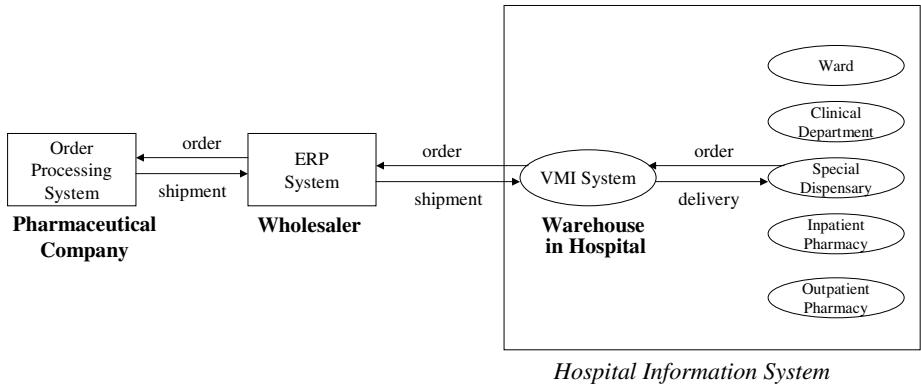 Order
Processing
System
Pharmaceutical
Company
order
shipment
ERP
System
Wholesaler
order
shipment
VMI System
Warehouse
in Hospital
order
delivery
Ward
Clinical
Department
Special
Dispensary
Inpatient
Pharmacy
Outpatient
Pharmacy
Hospital Information System